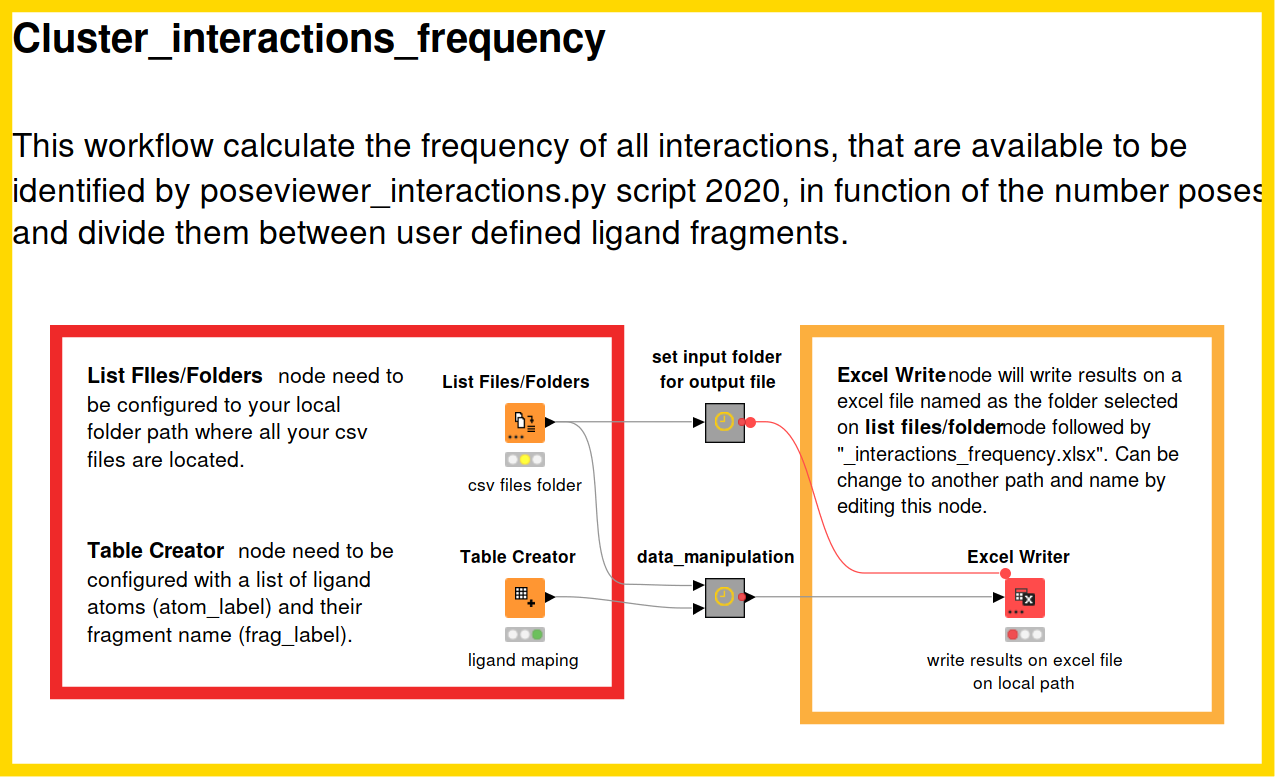 Cluster_interactions_frequency
This workflow calculate the frequency of all interactions, that are available to be
identified by poseviewer_interactions.py script 2020, in function of the number poses
and divide them between user defined ligand fragments.
List FIles/Folders node need to
be configured to your local
folder path where all your csv
files are located.
Table Creator node need to be
configured with a list of ligand
atoms (atom_label) and their
fragment name (frag_label).
List Files/Folders
csv files folder
Table Creator
ligand maping
set input folder
for output file
data_manipulation
Excel Write node will write results on a
excel file named as the folder selected
on list files/folder node followed by
"_interactions_frequency.xlsx". Can be
change to another path and name by
editing this node.
Excel Writer
write results on excel file
on local path